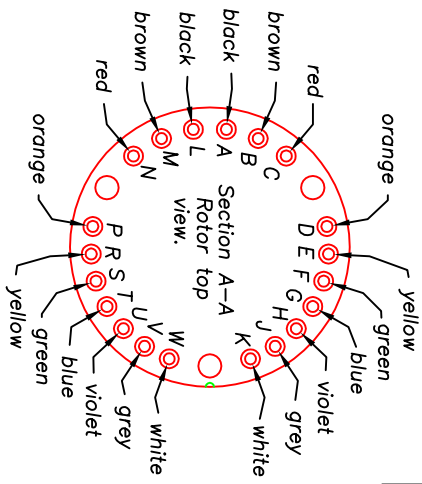 brown
black
black
brown
red
red
orange
orange
N
M
L
A
B
C
Section A-A
Rotor top
view.
P
R
S
T
U
V
W
D
E
F
G
H
J
K
yellow
green
blue
violet
grey
white
yellow
green
blue
violet
grey
white